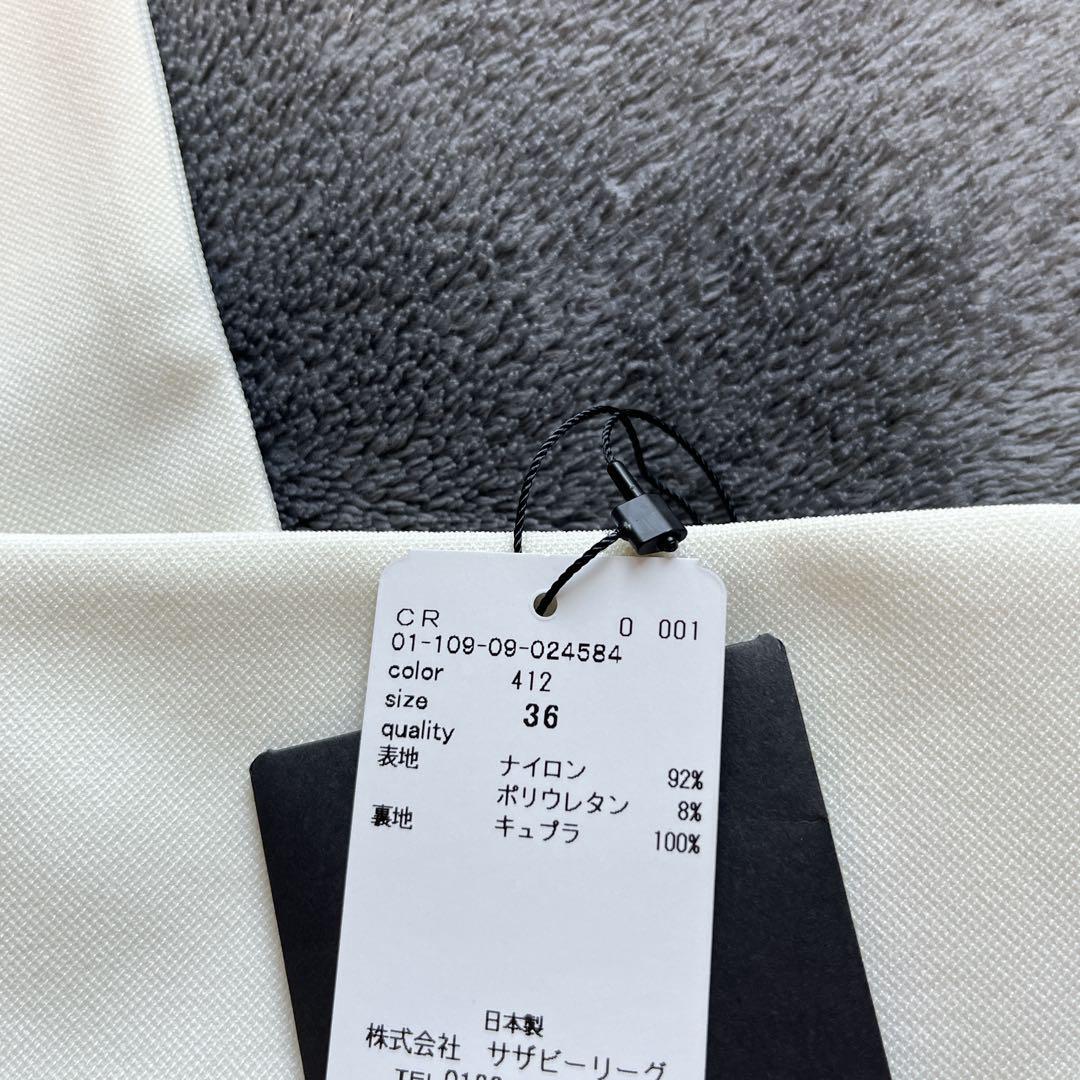 CR 0 001
01-109-09-024584
color 412
size 36
quality
表地 ナイロン 92%
ポリウレタン 8%
裏地 キュプラ 100%
日本製
株式会社 サザビーリーグ